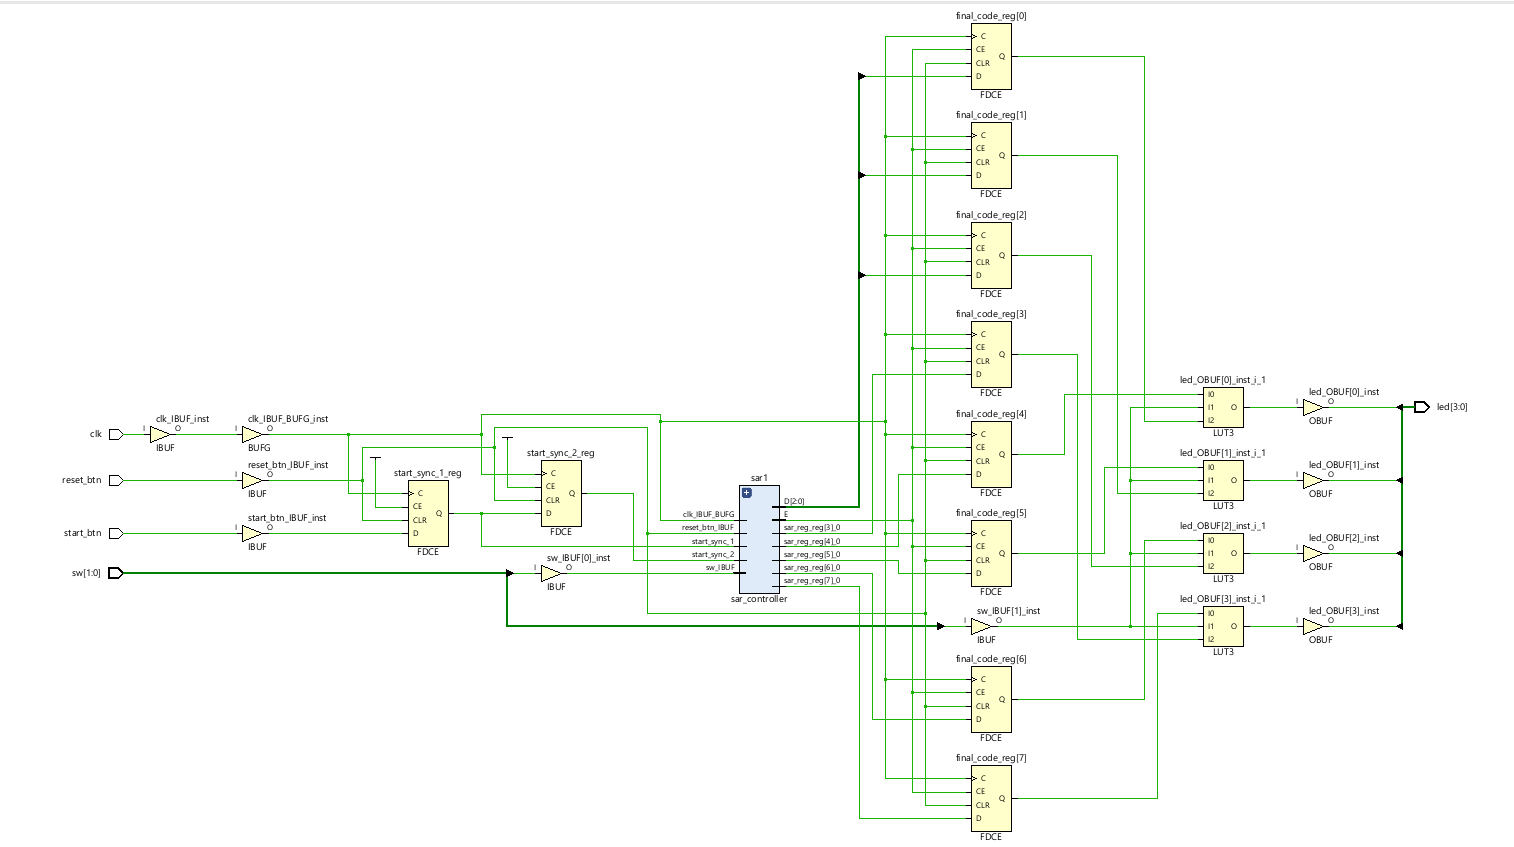 final_code_reg[0]
C
CE
CLR
D
Q
FDCE
final_code_reg[1]
C
CE
CLR
D
Q
FDCE
final_code_reg[2]
C
CE
CLR
D
Q
FDCE
final_code_reg[3]
C
CE
CLR
D
Q
FDCE
final_code_reg[4]
C
CE
CLR
D
Q
FDCE
final_code_reg[5]
C
CE
CLR
D
Q
FDCE
final_code_reg[6]
C
CE
CLR
D
Q
FDCE
final_code_reg[7]
C
CE
CLR
D
Q
FDCE
clk
clk_IBUF_inst
I
O
IBUF
clk_IBUF_BUFG_inst
I
O
BUFG
reset_btn
reset_btn_IBUF_inst
I
O
IBUF
start_btn
start_btn_IBUF_inst
I
O
IBUF
sw[1:0]
start_sync_1_reg
C
CE
CLR
D
Q
FDCE
start_sync_2_reg
C
CE
CLR
D
Q
FDCE
sw_IBUF[0]_inst
I
O
IBUF
sar1
clk_IBUF_BUFG
reset_btn_IBUF
start_sync_1
start_sync_2
sw_IBUF
D[2:0]
E
sar_reg_reg[3]_0
sar_reg_reg[4]_0
sar_reg_reg[5]_0
sar_reg_reg[6]_0
sar_reg_reg[7]_0
sar_controller
sw_IBUF[1]_inst
I
O
IBUF
led_OBUF[0]_inst_i_1
I0
I1
I2
O
LUT3
led_OBUF[0]_inst
I
O
OBUF
led_OBUF[1]_inst_i_1
I0
I1
I2
O
LUT3
led_OBUF[1]_inst
I
O
OBUF
led_OBUF[2]_inst_i_1
I0
I1
I2
O
LUT3
led_OBUF[2]_inst
I
O
OBUF
led_OBUF[3]_inst_i_1
I0
I1
I2
O
LUT3
led_OBUF[3]_inst
I
O
OBUF
led[3:0]